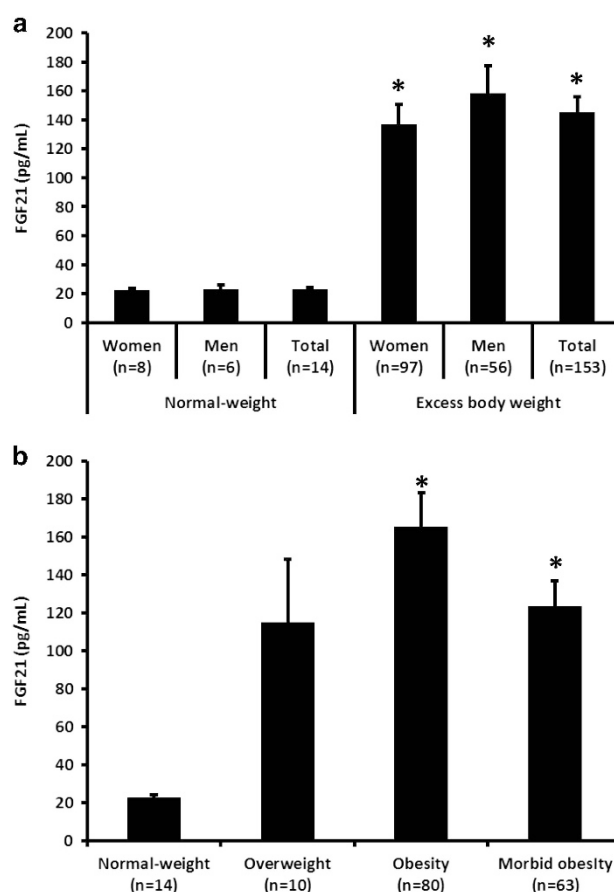 a
200
180
160
140
120
100
80
60
40
20
0
FGF21 (pg/mL)
* * *
Women Men Total Women Men Total
(n=8) (n=6) (n=14) (n=97) (n=56) (n=153)
Normal-weight Excess body weight
b
200
180
160
140
120
100
80
60
40
20
0
FGF21 (pg/mL)
* *
Normal-weight Overweight Obesity Morbid obesity
(n=14) (n=10) (n=80) (n=63)